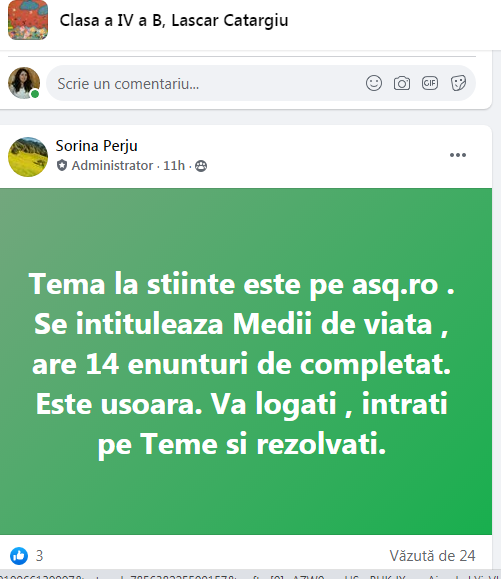 Clasa a IV a B, Lascar Catargiu
Scrie un comentariu...
GIF
Sorina Perju
Administrator · 11h ·
Tema la stiinte este pe asq.ro .
Se intituleaza Medii de viata ,
are 14 enunturi de completat.
Este usoara. Va logati , intrati
pe Teme si rezolvati.
3
Văzută de 24